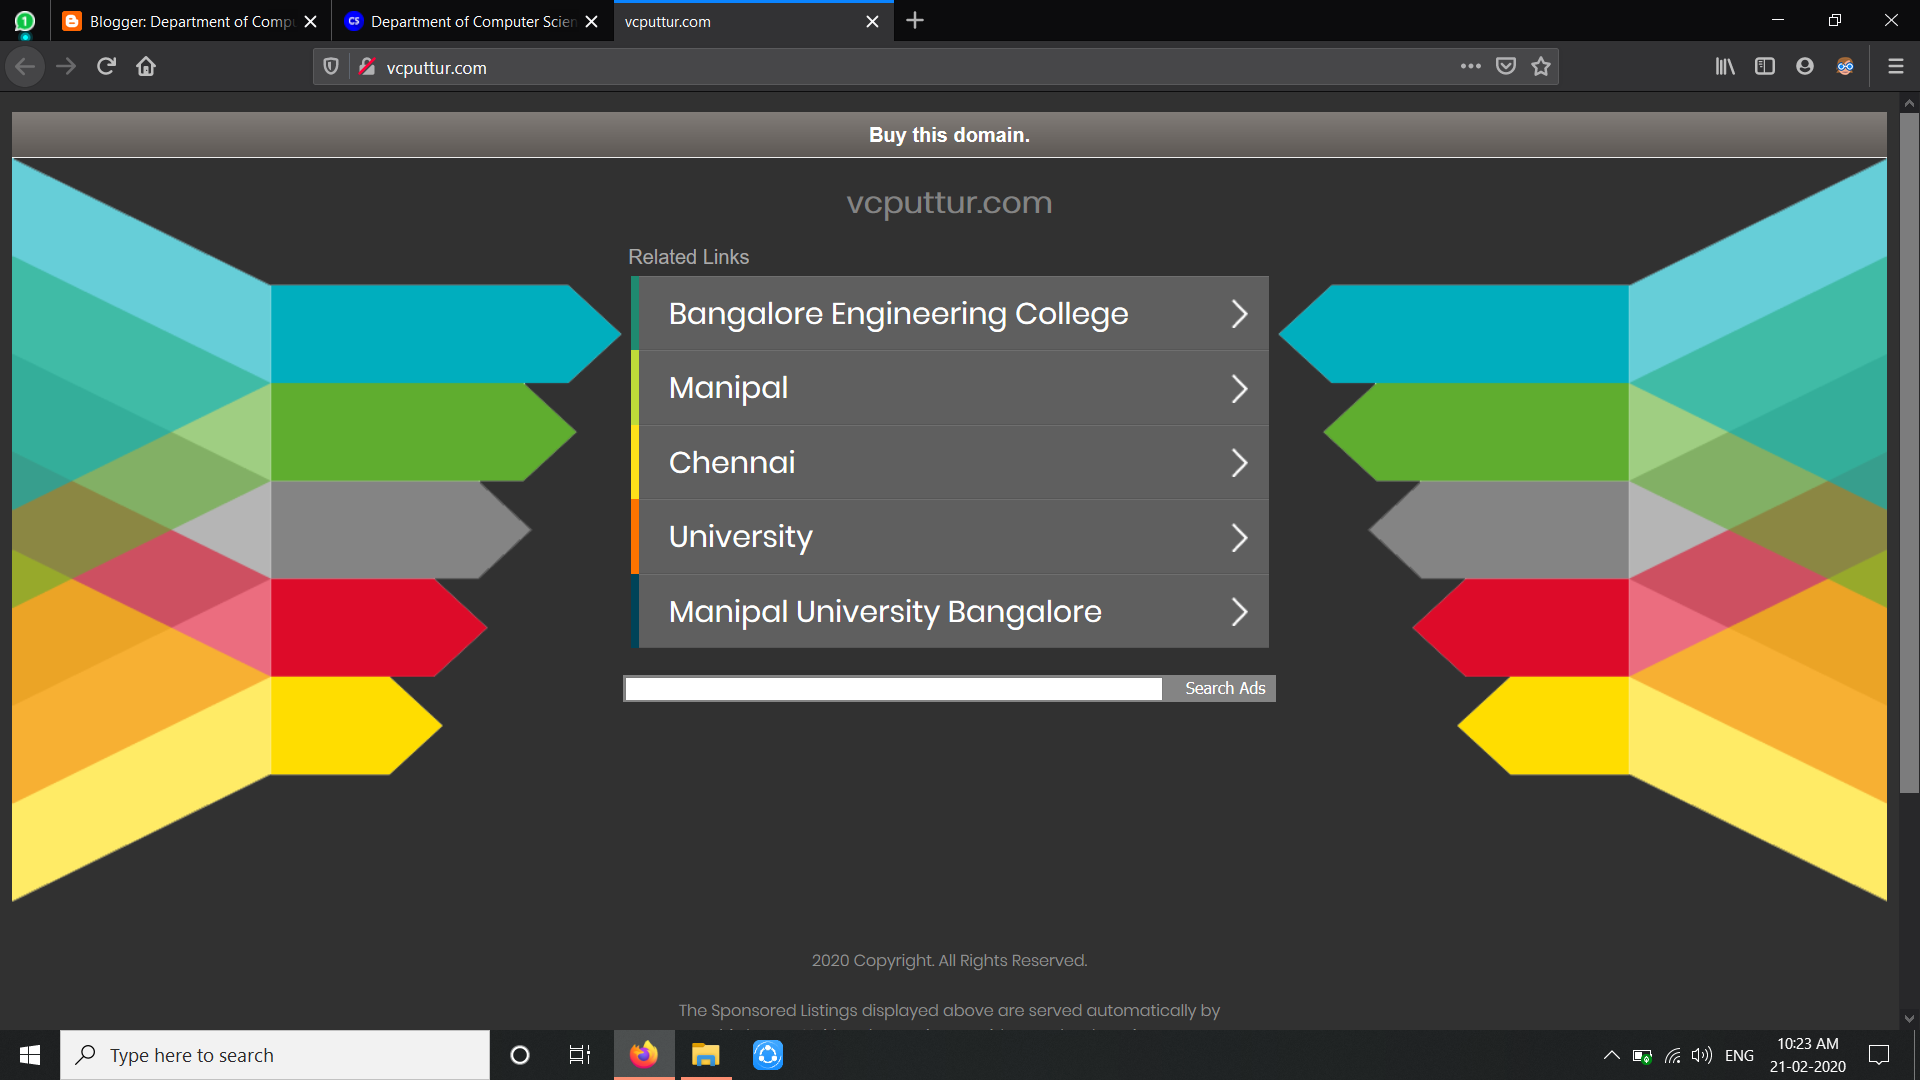 Blogger: Department of Compu
Department of Computer Scien
vcputtur.com
vcputtur.com
Buy this domain.
vcputtur.com
Related Links
Bangalore Engineering College
Manipal
Chennai
University
Manipal University Bangalore
Search Ads
2020 Copyright. All Rights Reserved.
The Sponsored Listings displayed above are served automatically by
Type here to search
ENG
10:23 AM
21-02-2020